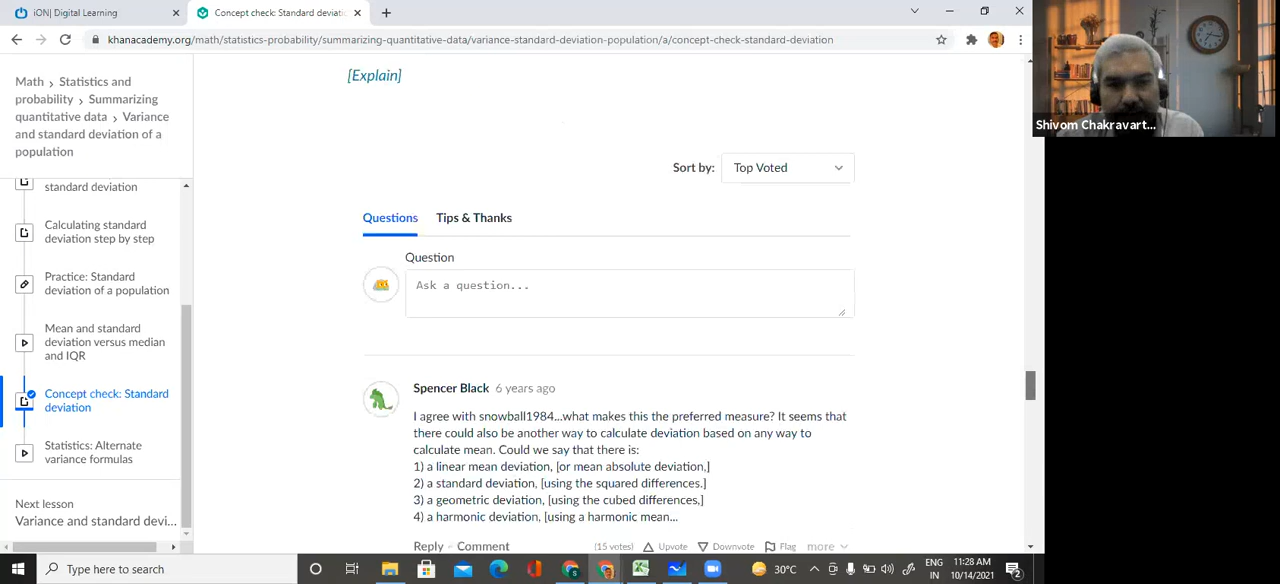 iON| Digital Learning
Concept check: Standard deviatio
khanacademy.org/math/statistics-probability/summarizing-quantitative-data/variance-standard-deviation-population/a/concept-check-standard-deviation
Math > Statistics and
probability > Summarizing
quantitative data > Variance
and standard deviation of a
population
standard deviation
Calculating standard
deviation step by step
Practice: Standard
deviation of a population
Mean and standard
deviation versus median
and IQR
Concept check: Standard
deviation
Statistics: Alternate
variance formulas
Next lesson
Variance and standard devi...
[Explain]
Sort by: Top Voted
Questions Tips & Thanks
Question
Ask a question...
Spencer Black 6 years ago
I agree with snowball1984...what makes this the preferred measure? It seems that
there could also be another way to calculate deviation based on any way to
calculate mean. Could we say that there is:
1) a linear mean deviation, [or mean absolute deviation,]
2) a standard deviation, [using the squared differences.]
3) a geometric deviation, [using the cubed differences,]
4) a harmonic deviation, [using a harmonic mean...
Reply Comment (15 votes) Upvote Downvote Flag more
Shivom Chakravart...
Type here to search
30°C
ENG
IN
11:28 AM
10/14/2021
2